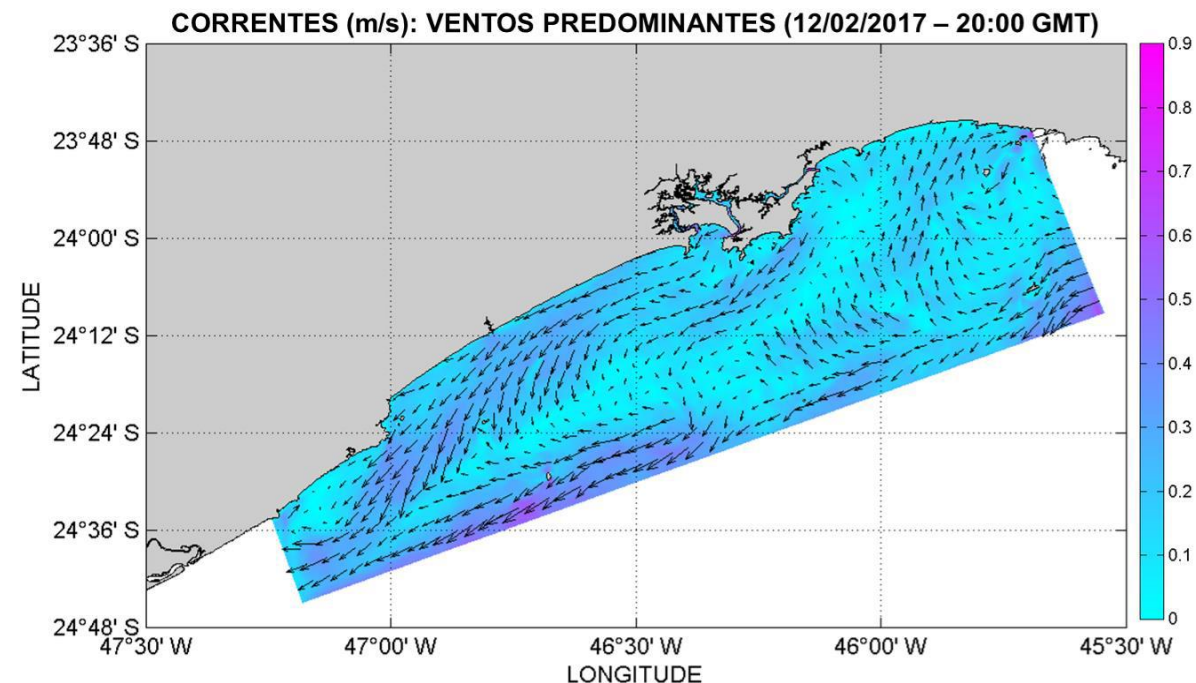 CORRENTES (m/s): VENTOS PREDOMINANTES (12/02/2017 – 20:00 GMT)
23°36' S
23°48' S
24°00' S
24°12' S
24°24' S
24°36' S
24°48' S
LATITUDE
47°30' W
47°00' W
46°30' W
46°00' W
45°30' W
LONGITUDE
0.9
0.8
0.7
0.6
0.5
0.4
0.3
0.2
0.1
0